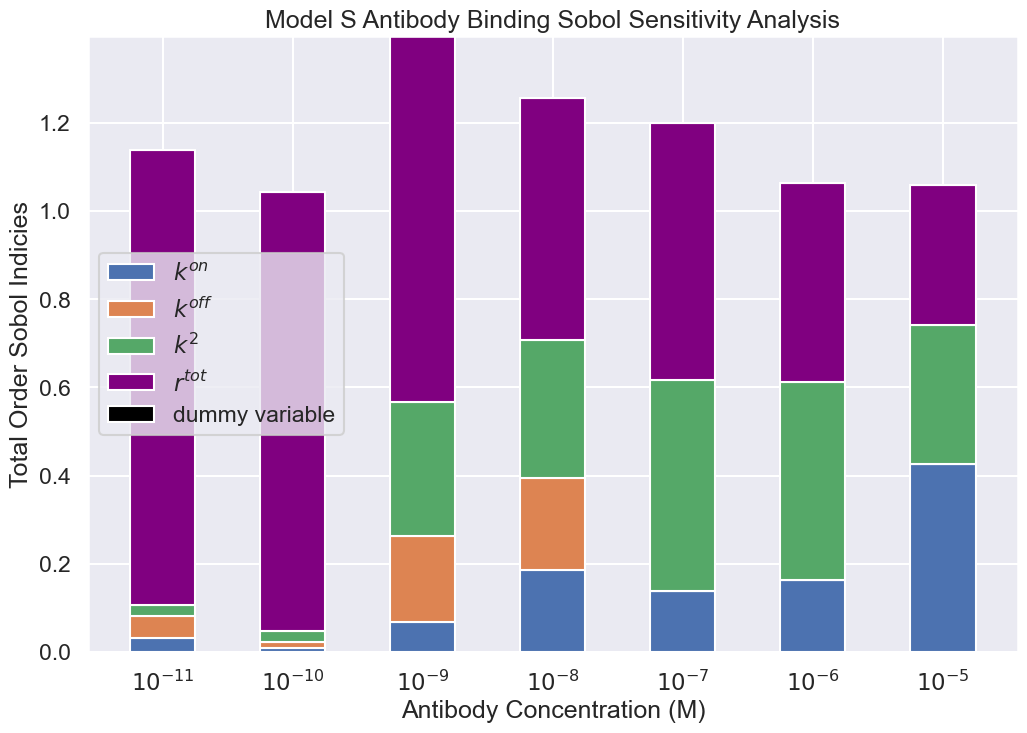 Model S Antibody Binding Sobol Sensitivity Analysis
Total Order Sobol Indicies
1.2
1.0
0.8
0.6
0.4
0.2
0.0
k^{on}
k^{off}
k^{2}
r^{tot}
dummy variable
10^{-11} 10^{-10} 10^{-9} 10^{-8} 10^{-7} 10^{-6} 10^{-5}
Antibody Concentration (M)